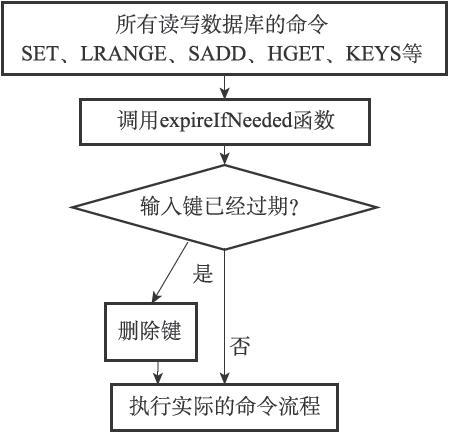 所有读写数据库的命令
SET、LRANGE、SADD、HGET、KEYS等
调用expireIfNeeded函数
输入键已经过期?
是
删除键
否
执行实际的命令流程